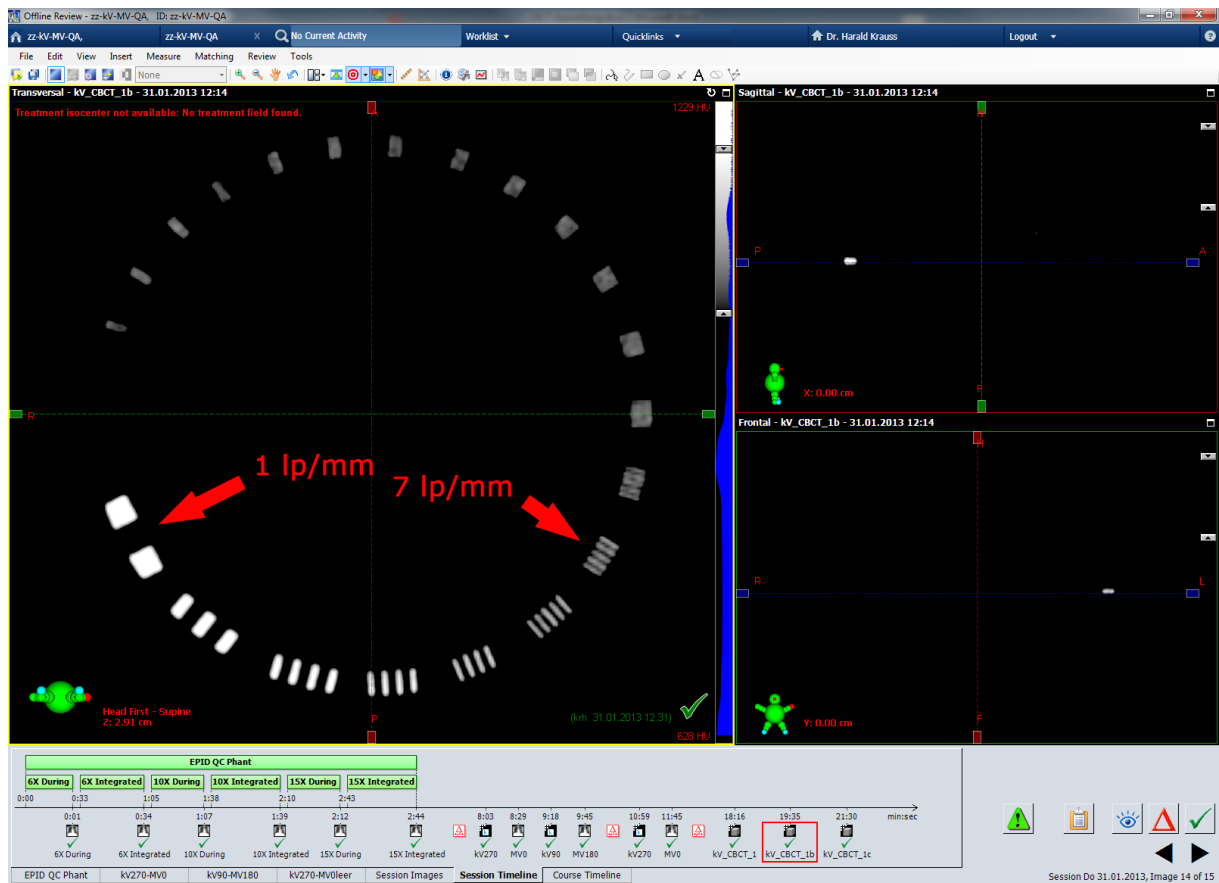 Offline Review - zz-kV-MV-QA, ID: zz-kV-MV-QA
zz-kV-MV-QA, zz-kV-MV-QA x No Current Activity Worklist Quicklinks Dr. Harald Krauss Logout ?
File Edit View Insert Measure Matching Review Tools
None A
Transversal - kV_CBCT_1b - 31.01.2013 12:14
Treatment isocenter not available: No treatment field found.
1229 HU
R
1 lp/mm
7 lp/mm
Head First - Supine
Z: 2.91 cm
P
(krh 31.01.2013 12:31)
628 HU
Sagittal - kV_CBCT_1b - 31.01.2013 12:14
H
P A
X: 0.00 cm
F
Frontal - kV_CBCT_1b - 31.01.2013 12:14
H
R L
Y: 0.00 cm
F
EPID QC Phant
6X During 6X Integrated 10X During 10X Integrated 15X During 15X Integrated
0:00 0:33 1:05 1:38 2:10 2:43
0:01 0:34 1:07 1:39 2:12 2:44 8:03 8:29 9:18 9:45 10:59 11:45 18:16 19:35 21:30 min:sec
6X During 6X Integrated 10X During 10X Integrated 15X During 15X Integrated kV270 MV0 kV90 MV180 kV270 MV0 kV_CBCT_1 kV_CBCT_1b kV_CBCT_1c
EPID QC Phant kV270-MV0 kV90-MV180 kV270-MV0leer Session Images Session Timeline Course Timeline
Session Do 31.01.2013, Image 14 of 15